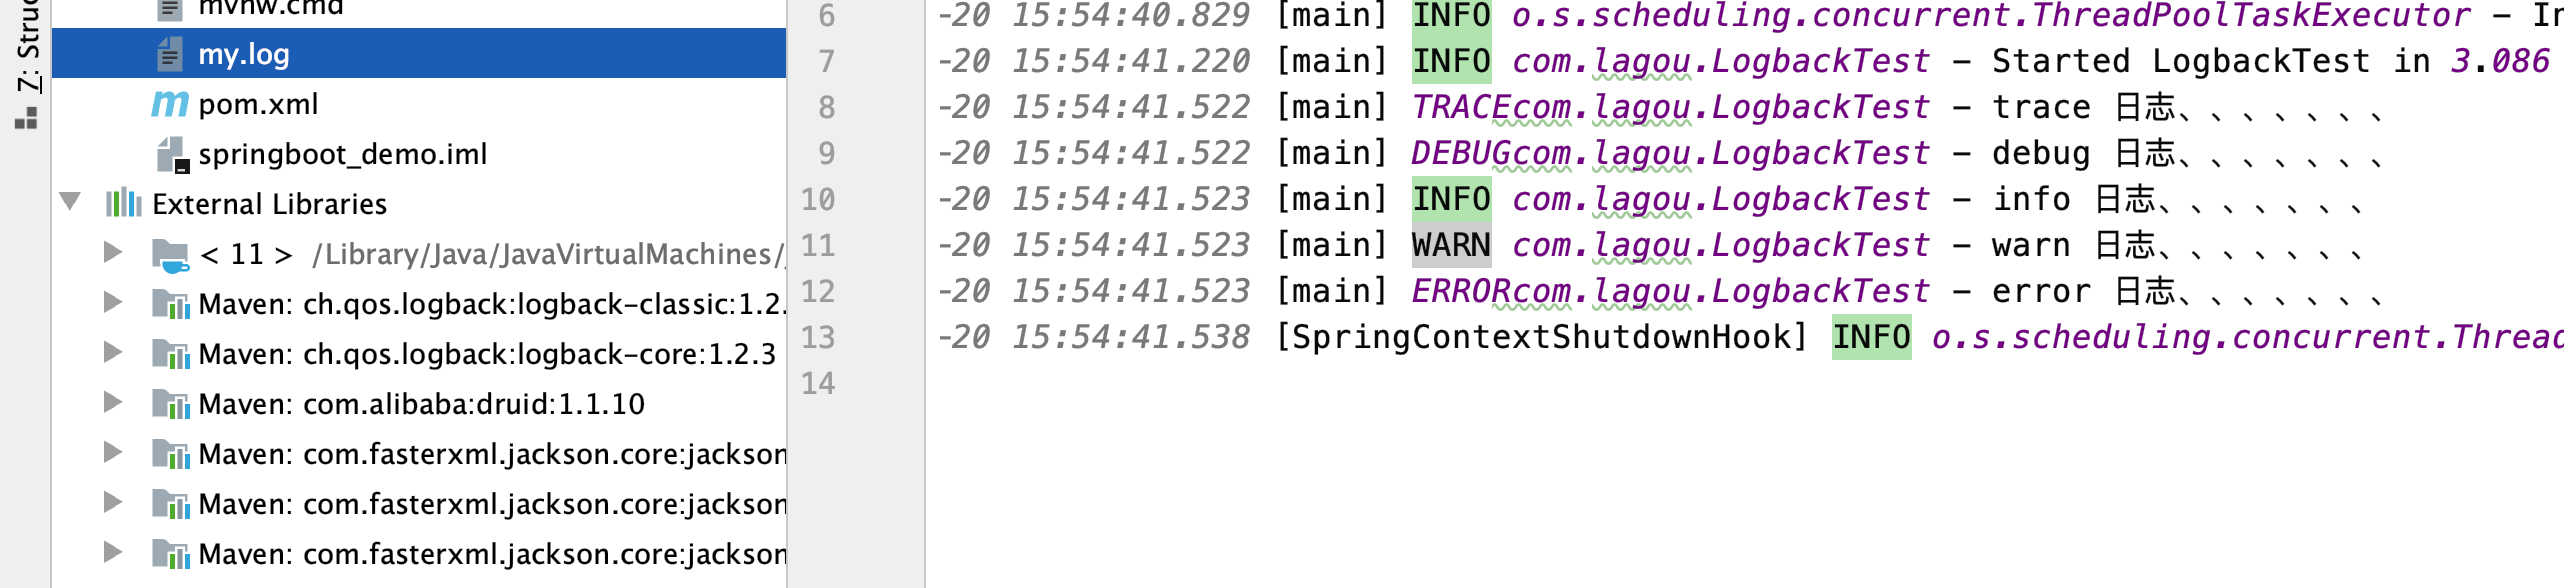 Z: Struc
mvnw.cmd
my.log
pom.xml
springboot_demo.iml
External Libraries
< 11 > /Library/Java/JavaVirtualMachines/
Maven: ch.qos.logback:logback-classic:1.2.
Maven: ch.qos.logback:logback-core:1.2.3
Maven: com.alibaba:druid:1.1.10
Maven: com.fasterxml.jackson.core:jackson
Maven: com.fasterxml.jackson.core:jackson
Maven: com.fasterxml.jackson.core:jackson
6 -20 15:54:40.829 [main] INFO o.s.scheduling.concurrent.ThreadPoolTaskExecutor - In
7 -20 15:54:41.220 [main] INFO com.lagou.LogbackTest - Started LogbackTest in 3.086
8 -20 15:54:41.522 [main] TRACEcom.lagou.LogbackTest - trace 日志、、、、、、、
9 -20 15:54:41.522 [main] DEBUGcom.lagou.LogbackTest - debug 日志、、、、、、、
10 -20 15:54:41.523 [main] INFO com.lagou.LogbackTest - info 日志、、、、、、、
11 -20 15:54:41.523 [main] WARN com.lagou.LogbackTest - warn 日志、、、、、、、
12 -20 15:54:41.523 [main] ERRORcom.lagou.LogbackTest - error 日志、、、、、、、
13 -20 15:54:41.538 [SpringContextShutdownHook] INFO o.s.scheduling.concurrent.Thread
14